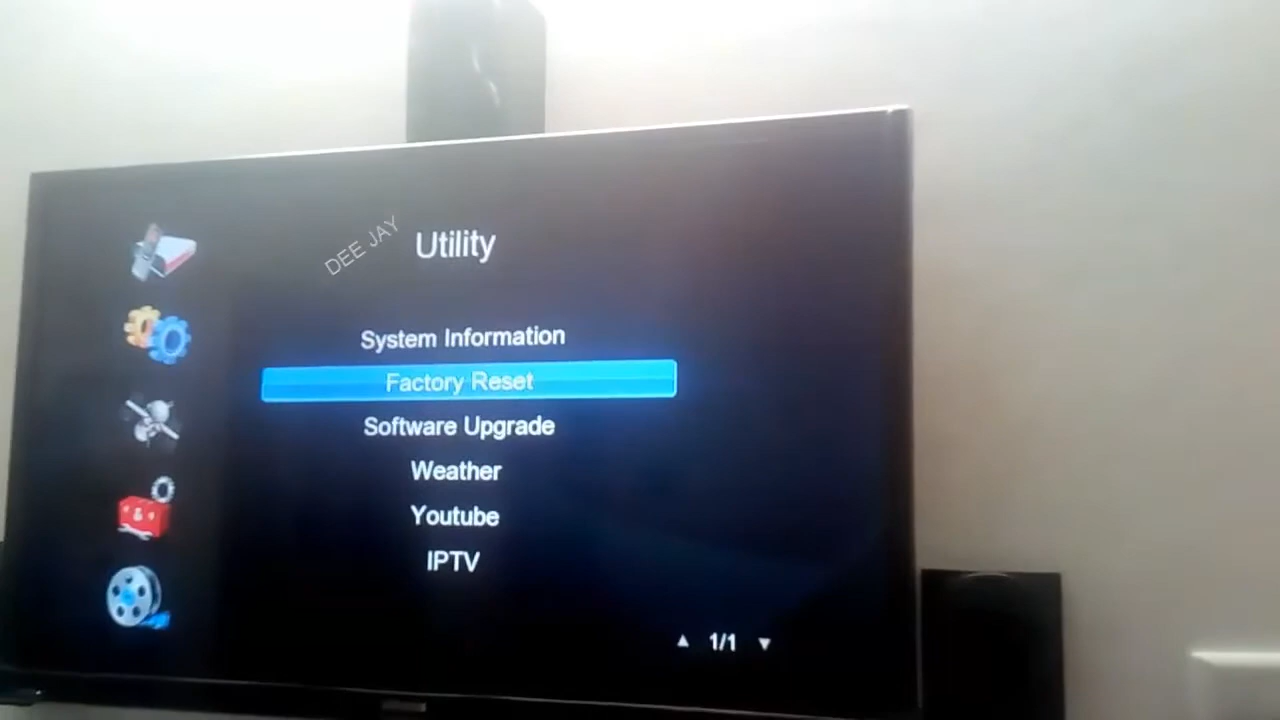 DEE JAY
Utility
System Information
Factory Reset
Software Upgrade
Weather
Youtube
IPTV
▲ 1/1 ▼